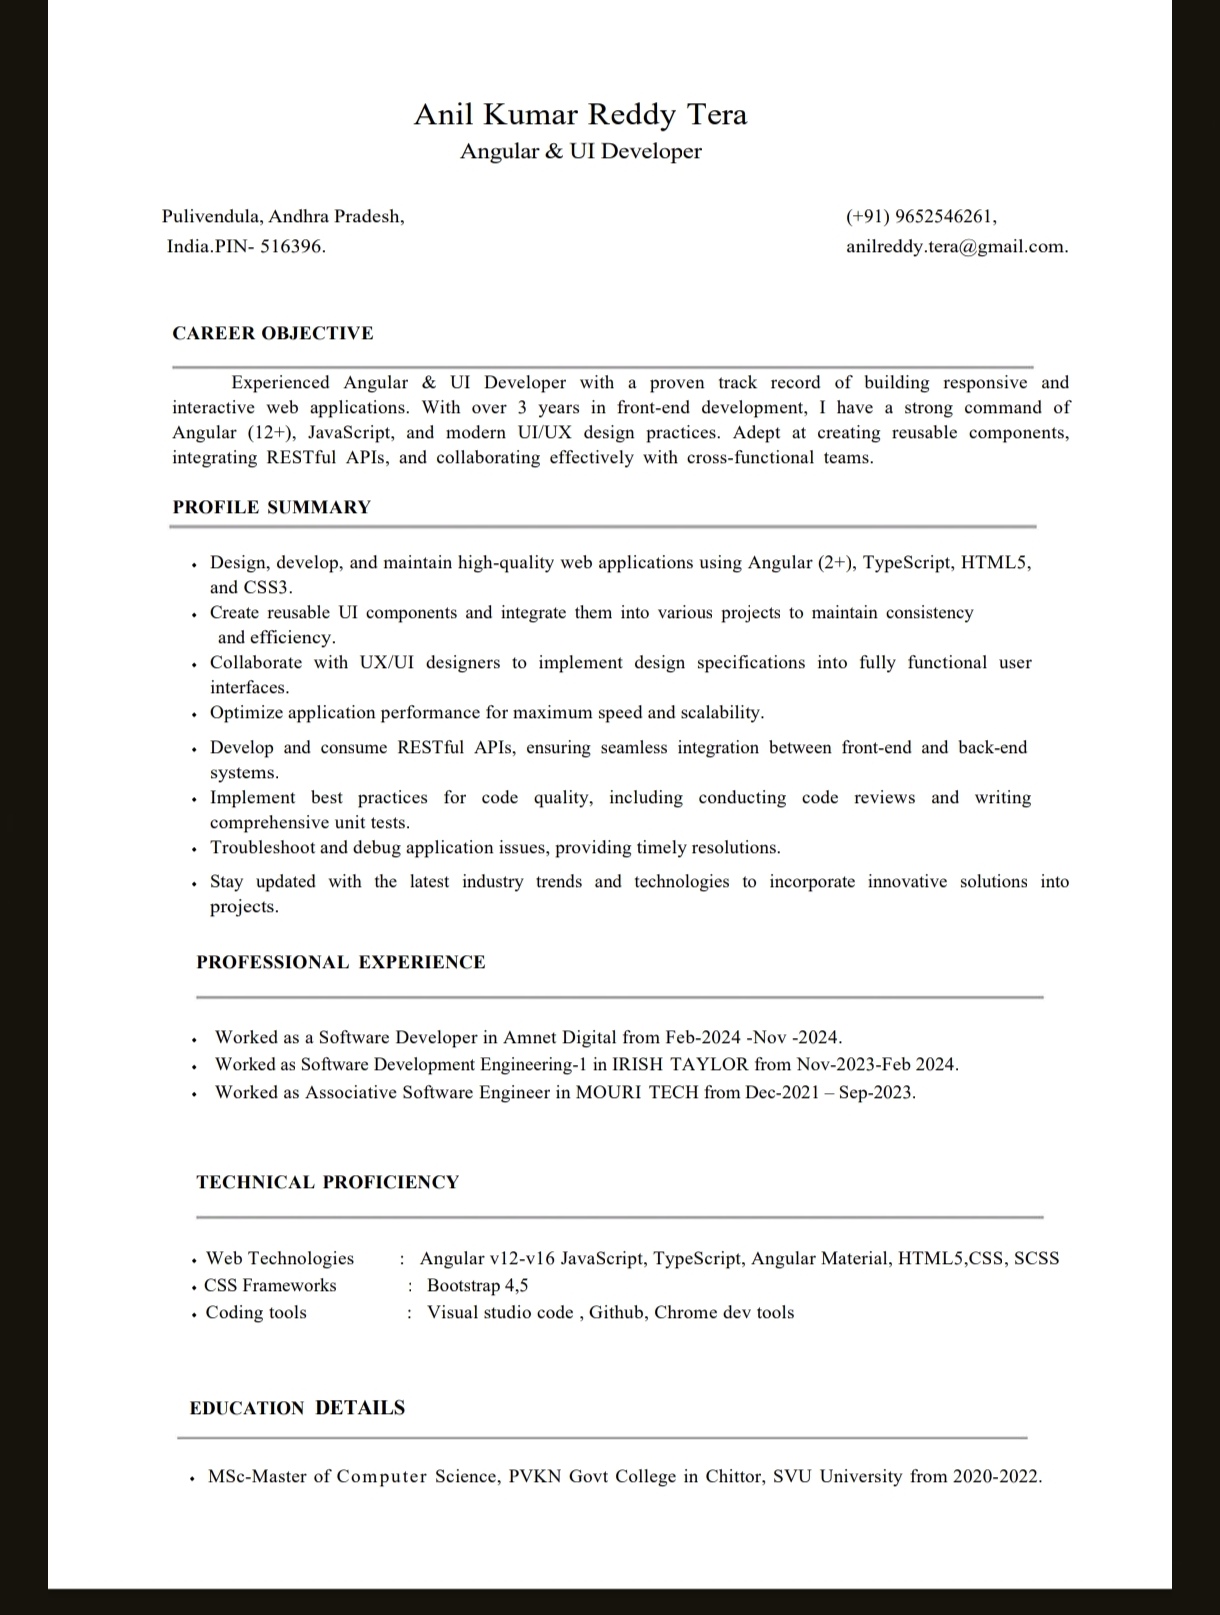 Anil Kumar Reddy Tera
Angular & UI Developer
Pulivendula, Andhra Pradesh,
(+91) 9652546261,
India.PIN- 516396.
anilreddy.tera@gmail.com.
CAREER OBJECTIVE
Experienced Angular & UI Developer with a proven track record of building responsive and
interactive web applications. With over 3 years in front-end development, I have a strong command of
Angular (12+), JavaScript, and modern UI/UX design practices. Adept at creating reusable components,
integrating RESTful APIs, and collaborating effectively with cross-functional teams.
PROFILE SUMMARY
• Design, develop, and maintain high-quality web applications using Angular (2+), TypeScript, HTML5,
and CSS3.
• Create reusable UI components and integrate them into various projects to maintain consistency
and efficiency.
• Collaborate with UX/UI designers to implement design specifications into fully functional user
interfaces.
• Optimize application performance for maximum speed and scalability.
• Develop and consume RESTful APIs, ensuring seamless integration between front-end and back-end
systems.
• Implement best practices for code quality, including conducting code reviews and writing
comprehensive unit tests.
• Troubleshoot and debug application issues, providing timely resolutions.
• Stay updated with the latest industry trends and technologies to incorporate innovative solutions into
projects.
PROFESSIONAL EXPERIENCE
• Worked as a Software Developer in Amnet Digital from Feb-2024 -Nov -2024.
• Worked as Software Development Engineering-1 in IRISH TAYLOR from Nov-2023-Feb 2024.
• Worked as Associative Software Engineer in MOURI TECH from Dec-2021 – Sep-2023.
TECHNICAL PROFICIENCY
• Web Technologies : Angular v12-v16 JavaScript, TypeScript, Angular Material, HTML5,CSS, SCSS
• CSS Frameworks : Bootstrap 4,5
• Coding tools : Visual studio code , Github, Chrome dev tools
EDUCATION DETAILS
• MSc-Master of Computer Science, PVKN Govt College in Chittor, SVU University from 2020-2022.